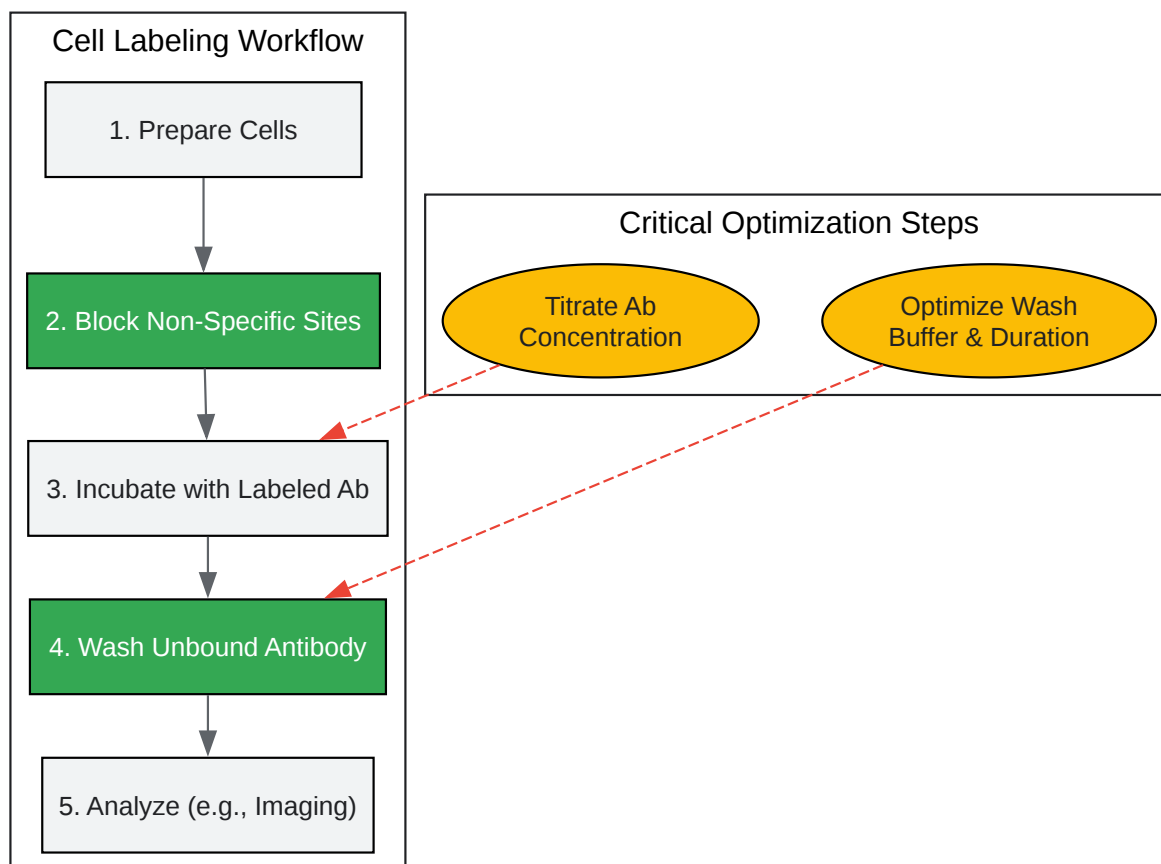 Cell Labeling Workflow
1. Prepare Cells
2. Block Non-Specific Sites
3. Incubate with Labeled Ab
4. Wash Unbound Antibody
5. Analyze (e.g., Imaging)
Critical Optimization Steps
Titrate Ab
Concentration
Optimize Wash
Buffer & Duration